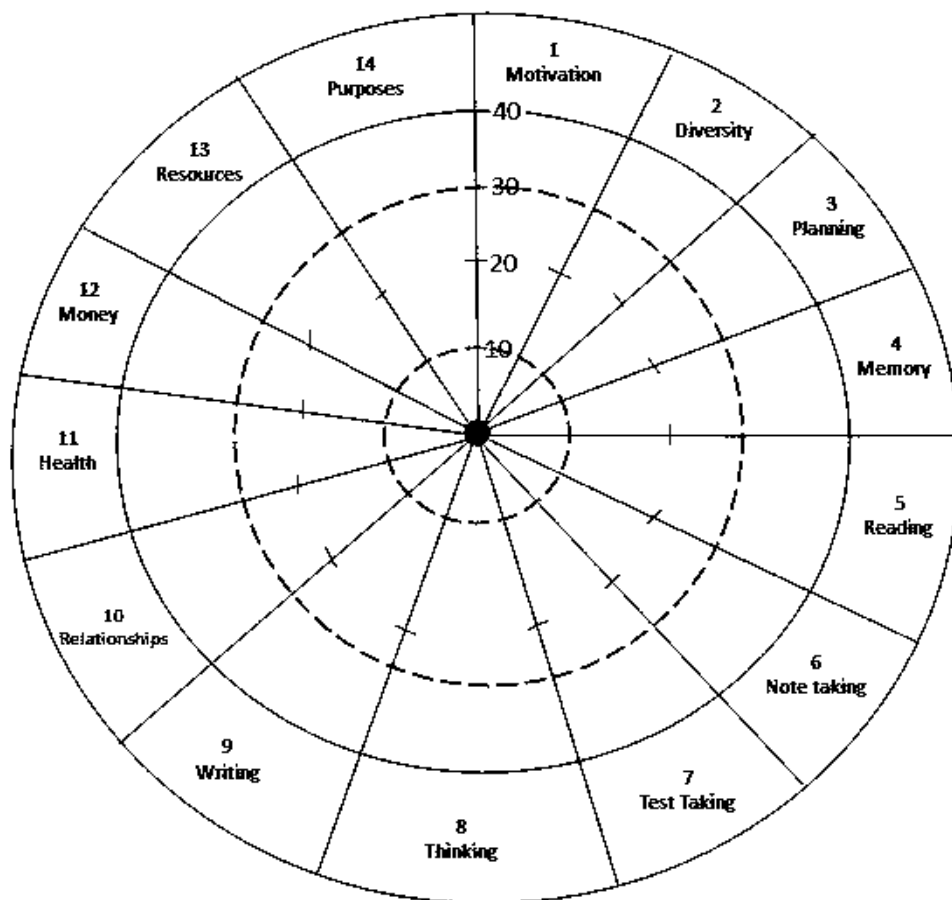 1
Motivation
2
Diversity
3
Planning
4
Memory
5
Reading
6
Note taking
7
Test Taking
8
Thinking
9
Writing
10
Relationships
11
Health
12
Money
13
Resources
14
Purposes
40
30
20
10